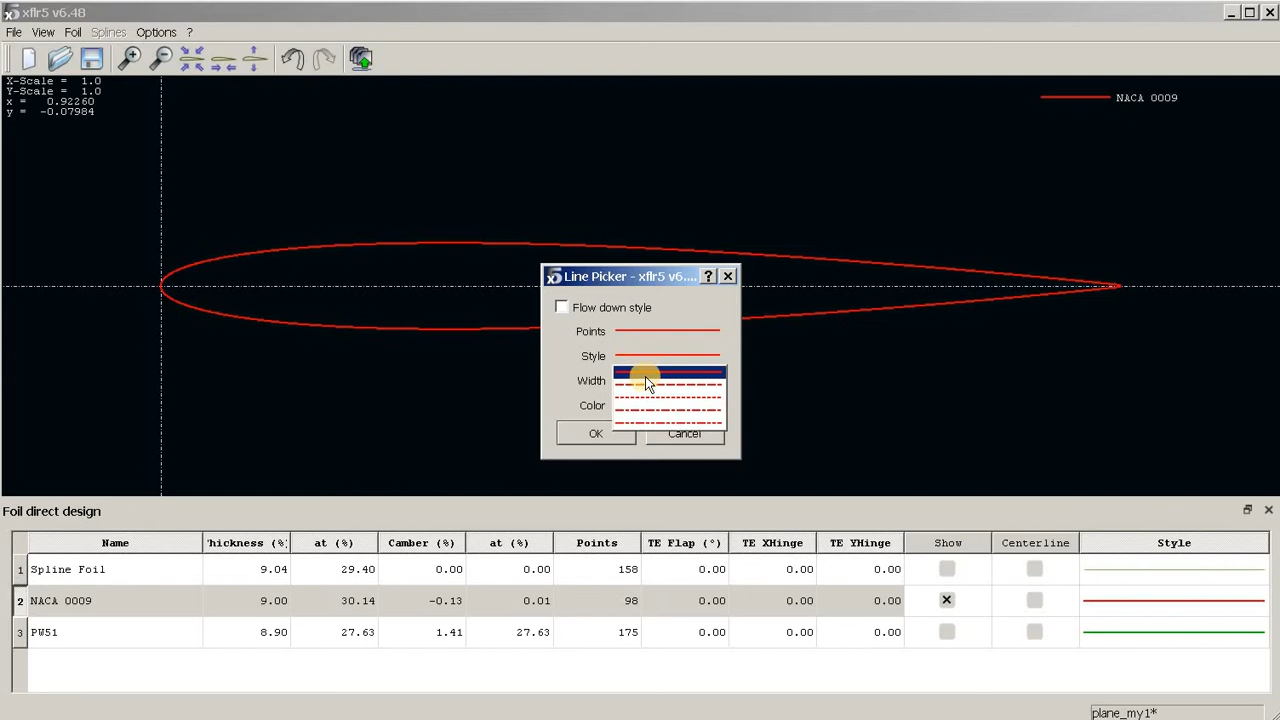 xflr5 v6.48
File View Foil Splines Options ?
X-Scale = 1.0
Y-Scale = 1.0
x = 0.92260
y = -0.07984
NACA 0009
Line Picker - xflr5 v6....
Flow down style
Points
Style
Width
Color
OK Cancel
Foil direct design
Name Thickness (% at (%) Camber (%) at (%) Points TE Flap (°) TE XHinge TE YHinge Show Centerline Style
1 Spline Foil 9.04 29.40 0.00 0.00 158 0.00 0.00 0.00
2 NACA 0009 9.00 30.14 -0.13 0.01 98 0.00 0.00 0.00
3 PW51 8.90 27.63 1.41 27.63 175 0.00 0.00 0.00
plane_my1*